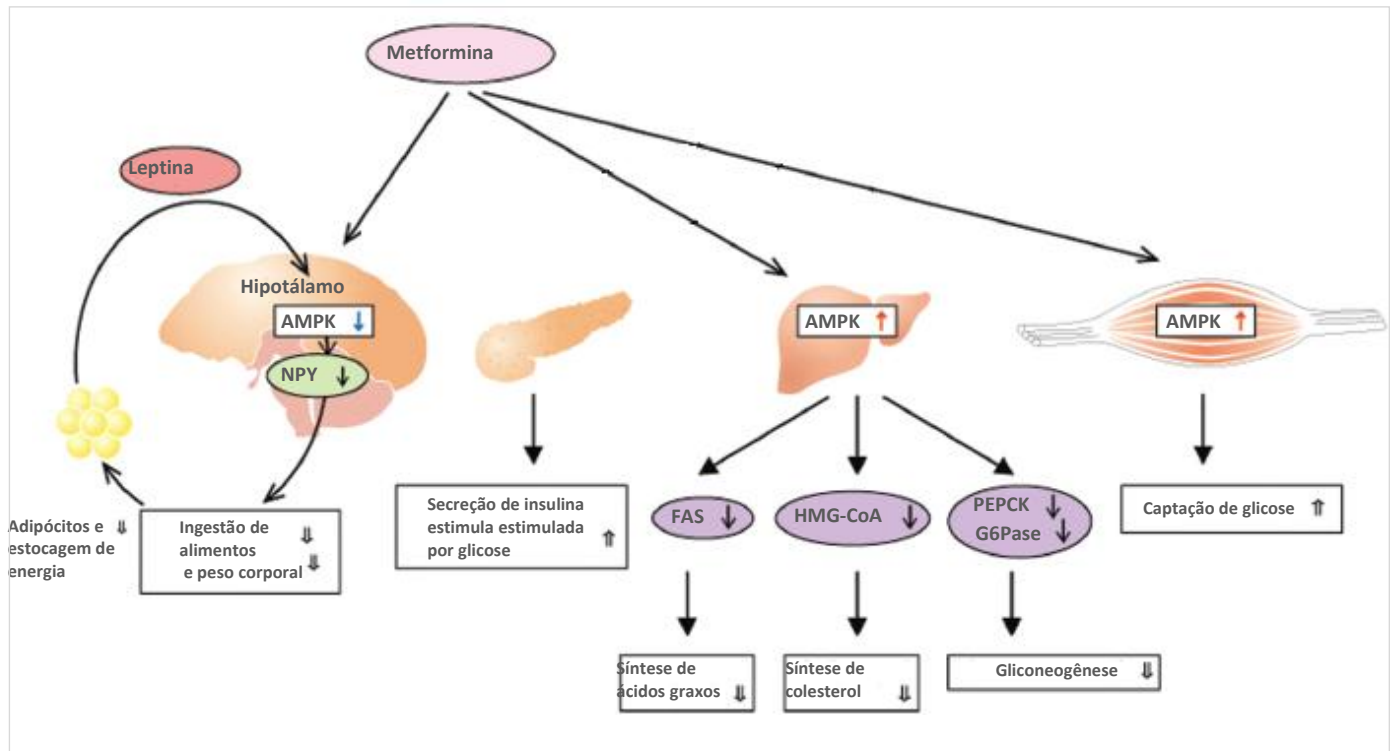 Metformina
Leptina
Hipotálamo
AMPK ↓
NPY ↓
AMPK ↑
AMPK ↑
Adipócitos e ⇓
estocagem de
energia
Ingestão de
alimentos ⇓
e peso corporal ⇓
Secreção de insulina
estimula estimulada
por glicose ⇑
FAS ↓
HMG-CoA ↓
PEPCK ↓
G6Pase ↓
Captação de glicose ⇑
Síntese de
ácidos graxos ⇓
Síntese de
colesterol ⇓
Gliconeogênese ⇓